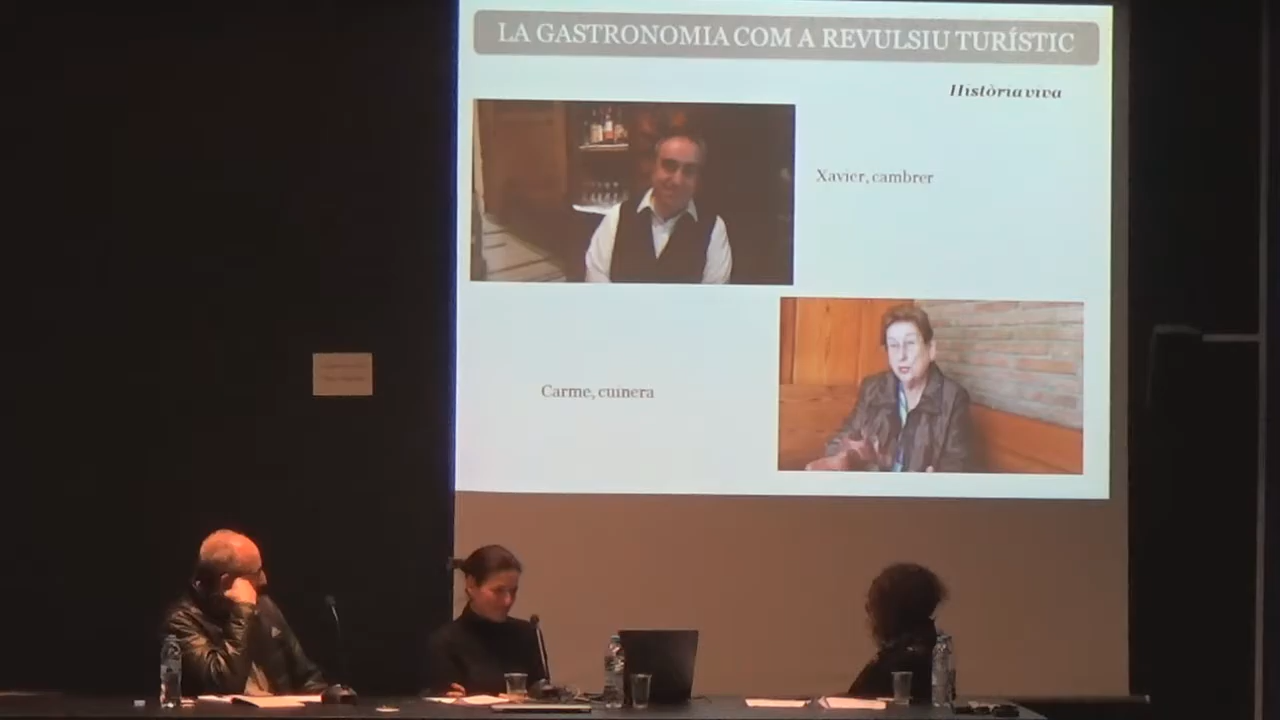 LA GASTRONOMIA COM A REVULSIU TURÍSTIC
Història viva
Xavier, cambrer
Carme, cuinera